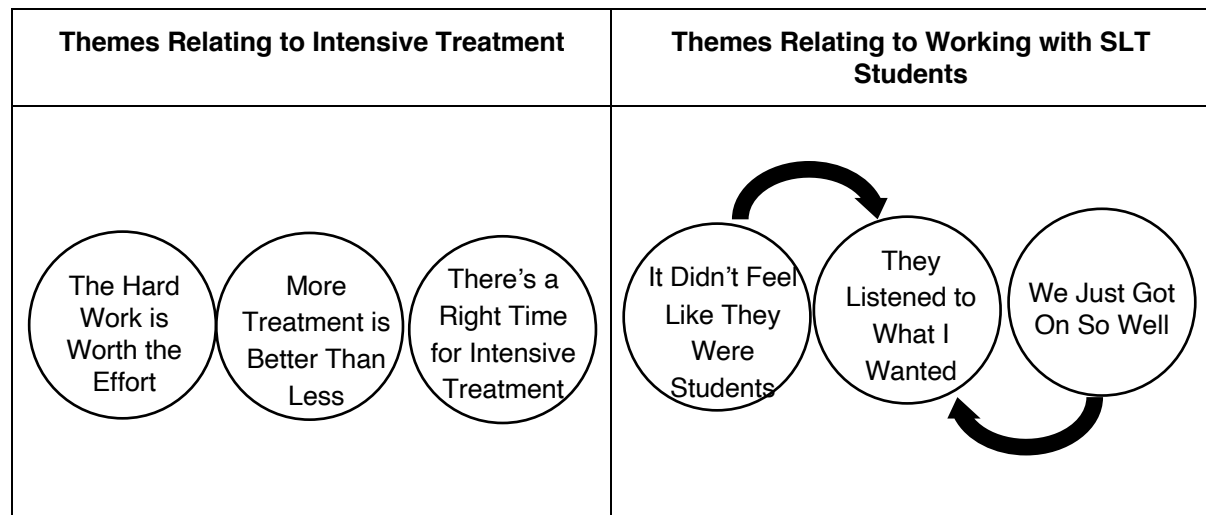 Themes Relating to Intensive Treatment
Themes Relating to Working with SLT
Students
The Hard
Work is
Worth the
Effort
More
Treatment is
Better Than
Less
There’s a
Right Time
for Intensive
Treatment
It Didn’t Feel
Like They
Were
Students
They
Listened to
What I
Wanted
We Just Got
On So Well